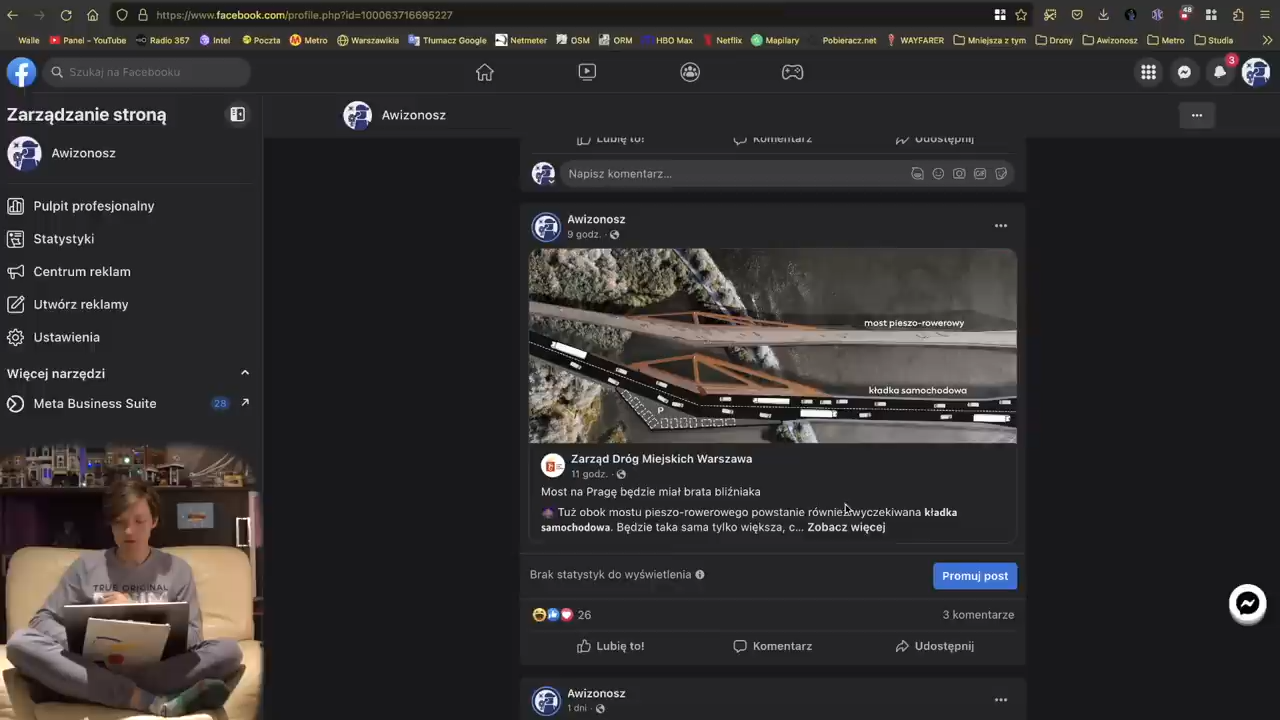 https://www.facebook.com/profile.php?id=100063716695227
48
Walle
Panel - YouTube
Radio 357
Intel
Poczta
Metro
Warszawikia
Tłumacz Google
Netmeter
OSM
ORM
HBO Max
Netflix
Mapilary
Pobieracz.net
WAYFARER
Mniejsza z tym
Drony
Awizonosz
Metro
Studia
Szukaj na Facebooku
3
Zarządzanie stroną
Awizonosz
Pulpit profesjonalny
Statystyki
Centrum reklam
Utwórz reklamy
Ustawienia
Więcej narzędzi
Meta Business Suite
28
TRUE ORIGINAL
Awizonosz
Lubię to!
Komentarz
Udostępnij
Napisz komentarz...
GIF
Awizonosz
9 godz.
most pieszo-rowerowy
kładka samochodowa
P
Zarząd Dróg Miejskich Warszawa
11 godz.
Most na Pragę będzie miał brata bliźniaka
Tuż obok mostu pieszo-rowerowego powstanie również wyczekiwana kładka
samochodowa. Będzie taka sama tylko większa, c... Zobacz więcej
Brak statystyk do wyświetlenia
Promuj post
26
3 komentarze
Lubię to!
Komentarz
Udostępnij
Awizonosz
1 dni